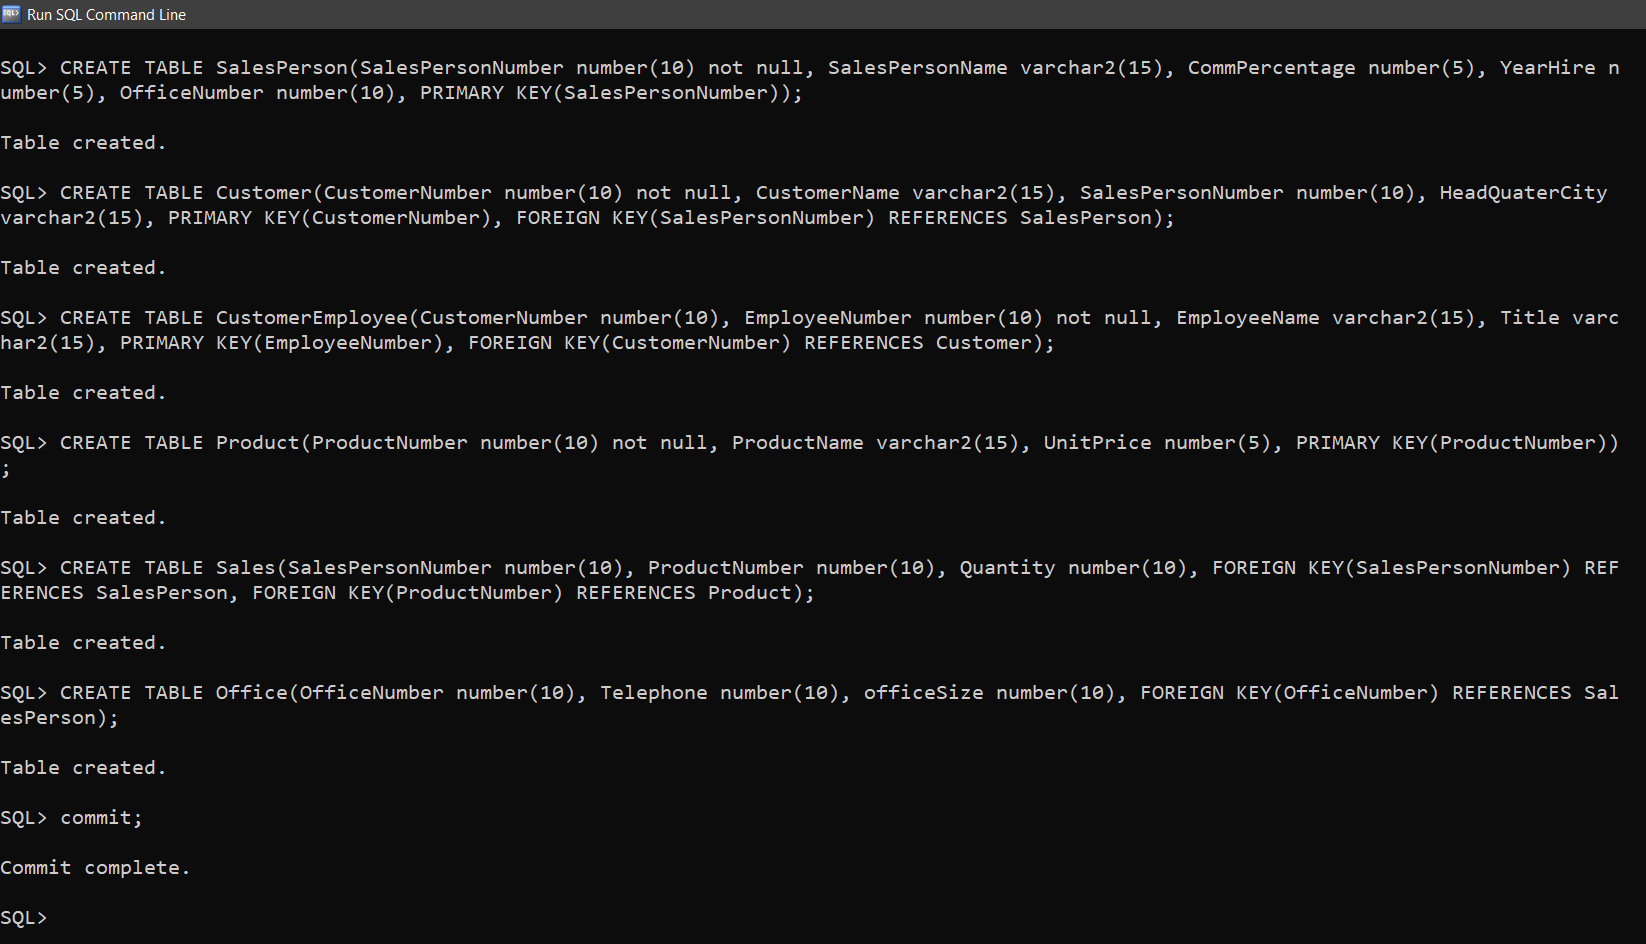 Run SQL Command Line
SQL> CREATE TABLE SalesPerson(SalesPersonNumber number(10) not null, SalesPersonName varchar2(15), CommPercentage number(5), YearHire n
umber(5), OfficeNumber number(10), PRIMARY KEY(SalesPersonNumber));
Table created.
SQL> CREATE TABLE Customer(CustomerNumber number(10) not null, CustomerName varchar2(15), SalesPersonNumber number(10), HeadQuaterCity
varchar2(15), PRIMARY KEY(CustomerNumber), FOREIGN KEY(SalesPersonNumber) REFERENCES SalesPerson);
Table created.
SQL> CREATE TABLE CustomerEmployee(CustomerNumber number(10), EmployeeNumber number(10) not null, EmployeeName varchar2(15), Title varc
har2(15), PRIMARY KEY(EmployeeNumber), FOREIGN KEY(CustomerNumber) REFERENCES Customer);
Table created.
SQL> CREATE TABLE Product(ProductNumber number(10) not null, ProductName varchar2(15), UnitPrice number(5), PRIMARY KEY(ProductNumber))
;
Table created.
SQL> CREATE TABLE Sales(SalesPersonNumber number(10), ProductNumber number(10), Quantity number(10), FOREIGN KEY(SalesPersonNumber) REF
ERENCES SalesPerson, FOREIGN KEY(ProductNumber) REFERENCES Product);
Table created.
SQL> CREATE TABLE Office(OfficeNumber number(10), Telephone number(10), officeSize number(10), FOREIGN KEY(OfficeNumber) REFERENCES Sal
esPerson);
Table created.
SQL> commit;
Commit complete.
SQL>